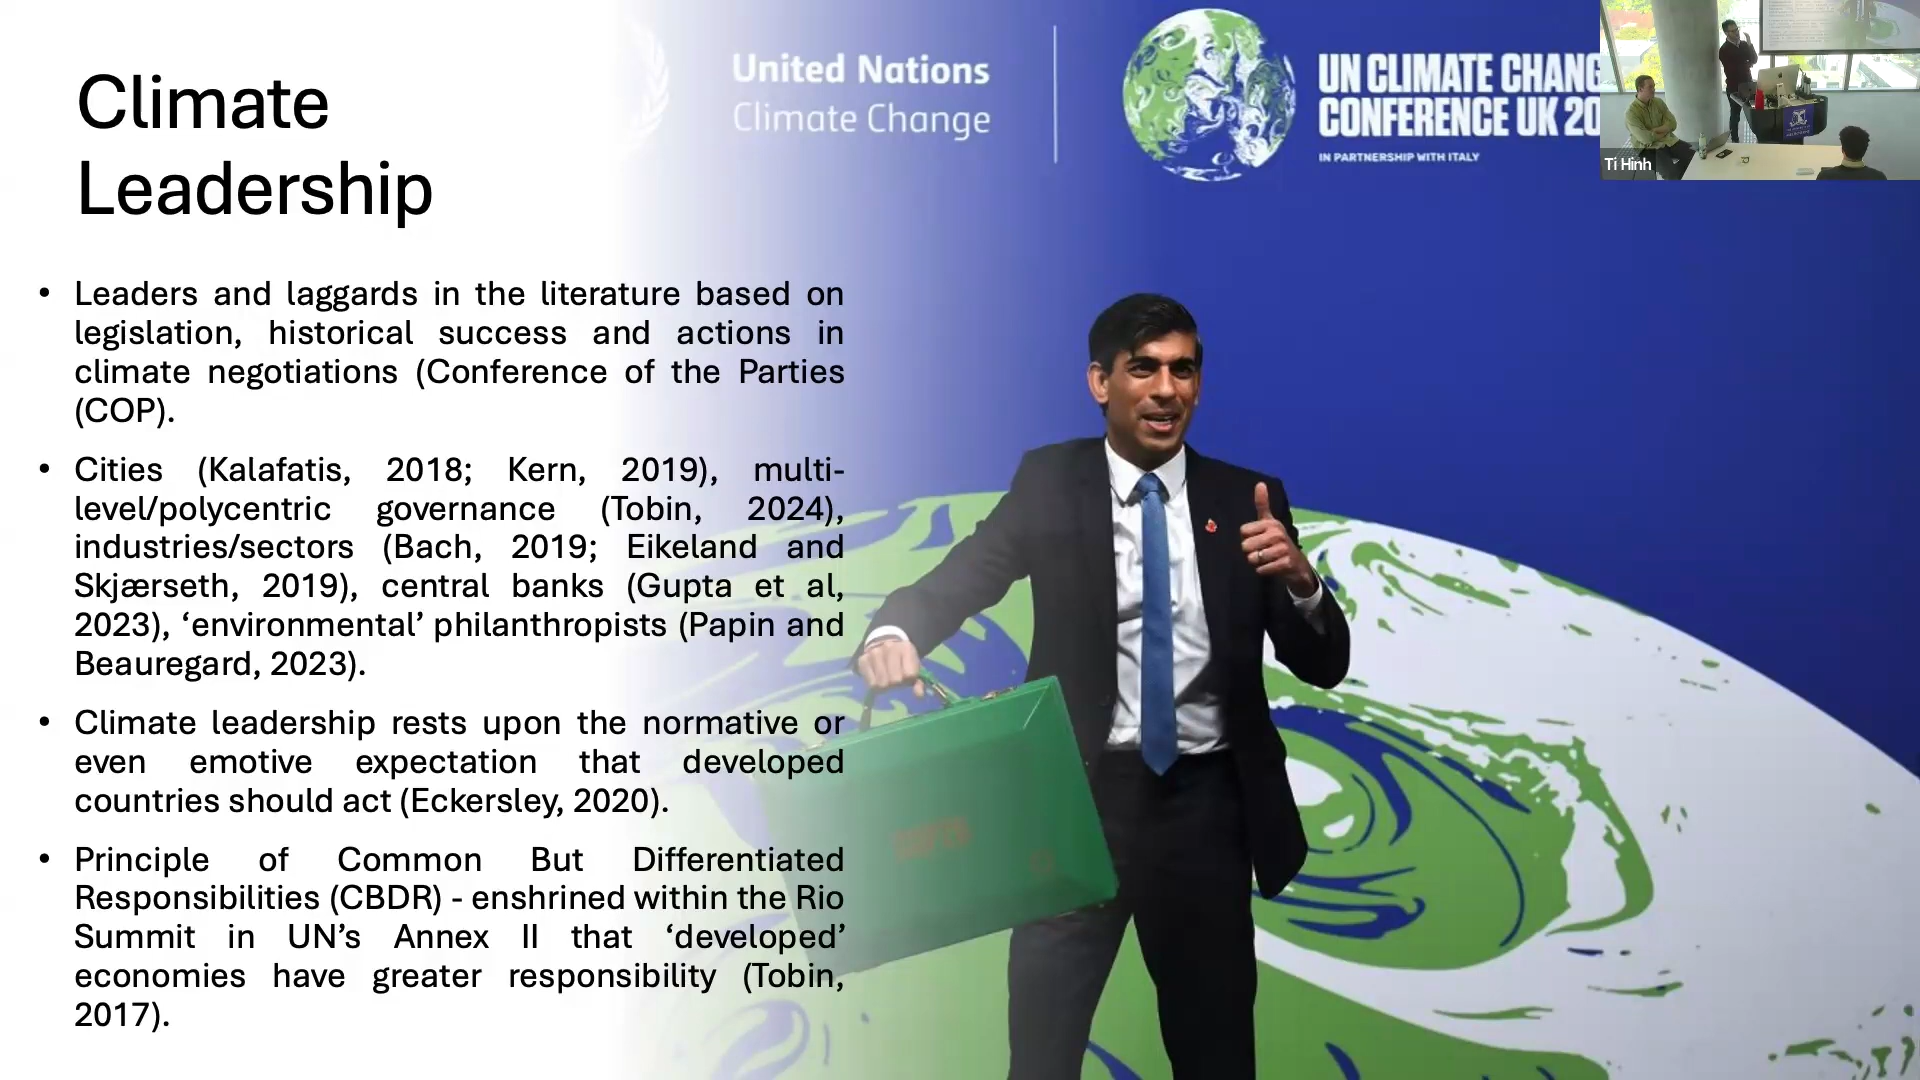 Climate
Leadership
• Leaders and laggards in the literature based on
legislation, historical success and actions in
climate negotiations (Conference of the Parties
(COP).
• Cities (Kalafatis, 2018; Kern, 2019), multi-
level/polycentric governance (Tobin, 2024),
industries/sectors (Bach, 2019; Eikeland and
Skjærseth, 2019), central banks (Gupta et al,
2023), ‘environmental’ philanthropists (Papin and
Beauregard, 2023).
• Climate leadership rests upon the normative or
even emotive expectation that developed
countries should act (Eckersley, 2020).
• Principle of Common But Differentiated
Responsibilities (CBDR) - enshrined within the Rio
Summit in UN’s Annex II that ‘developed’
economies have greater responsibility (Tobin,
2017).
United Nations
Climate Change
UN CLIMATE CHANG
CONFERENCE UK 20
IN PARTNERSHIP WITH ITALY
Ti Hinh